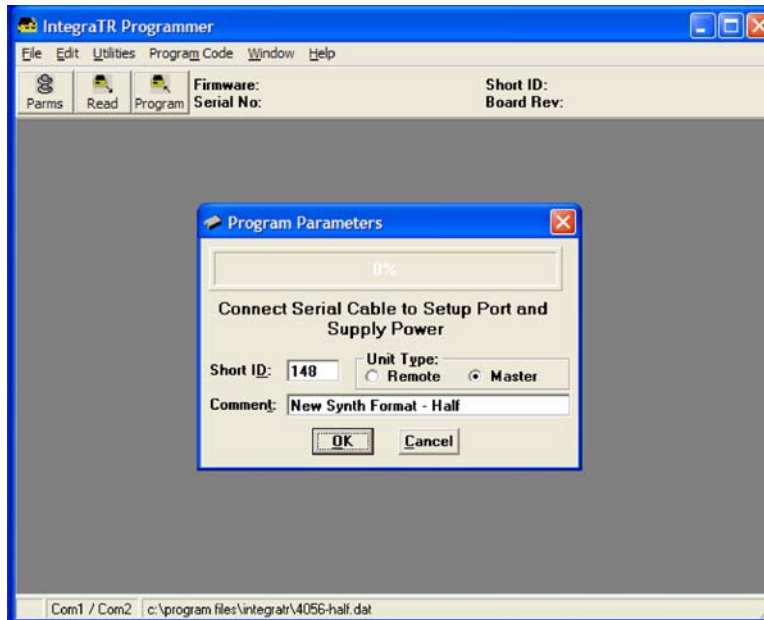 IntegraTR Programmer
File Edit Utilities Program Code Window Help
Parms Read Program
Firmware: Short ID:
Serial No: Board Rev:
Program Parameters
0%
Connect Serial Cable to Setup Port and
Supply Power
Short ID: 148 Unit Type: Remote Master
Comment: New Synth Format - Half
OK Cancel
Com1 / Com2 c:\program files\integratr\4056-half.dat